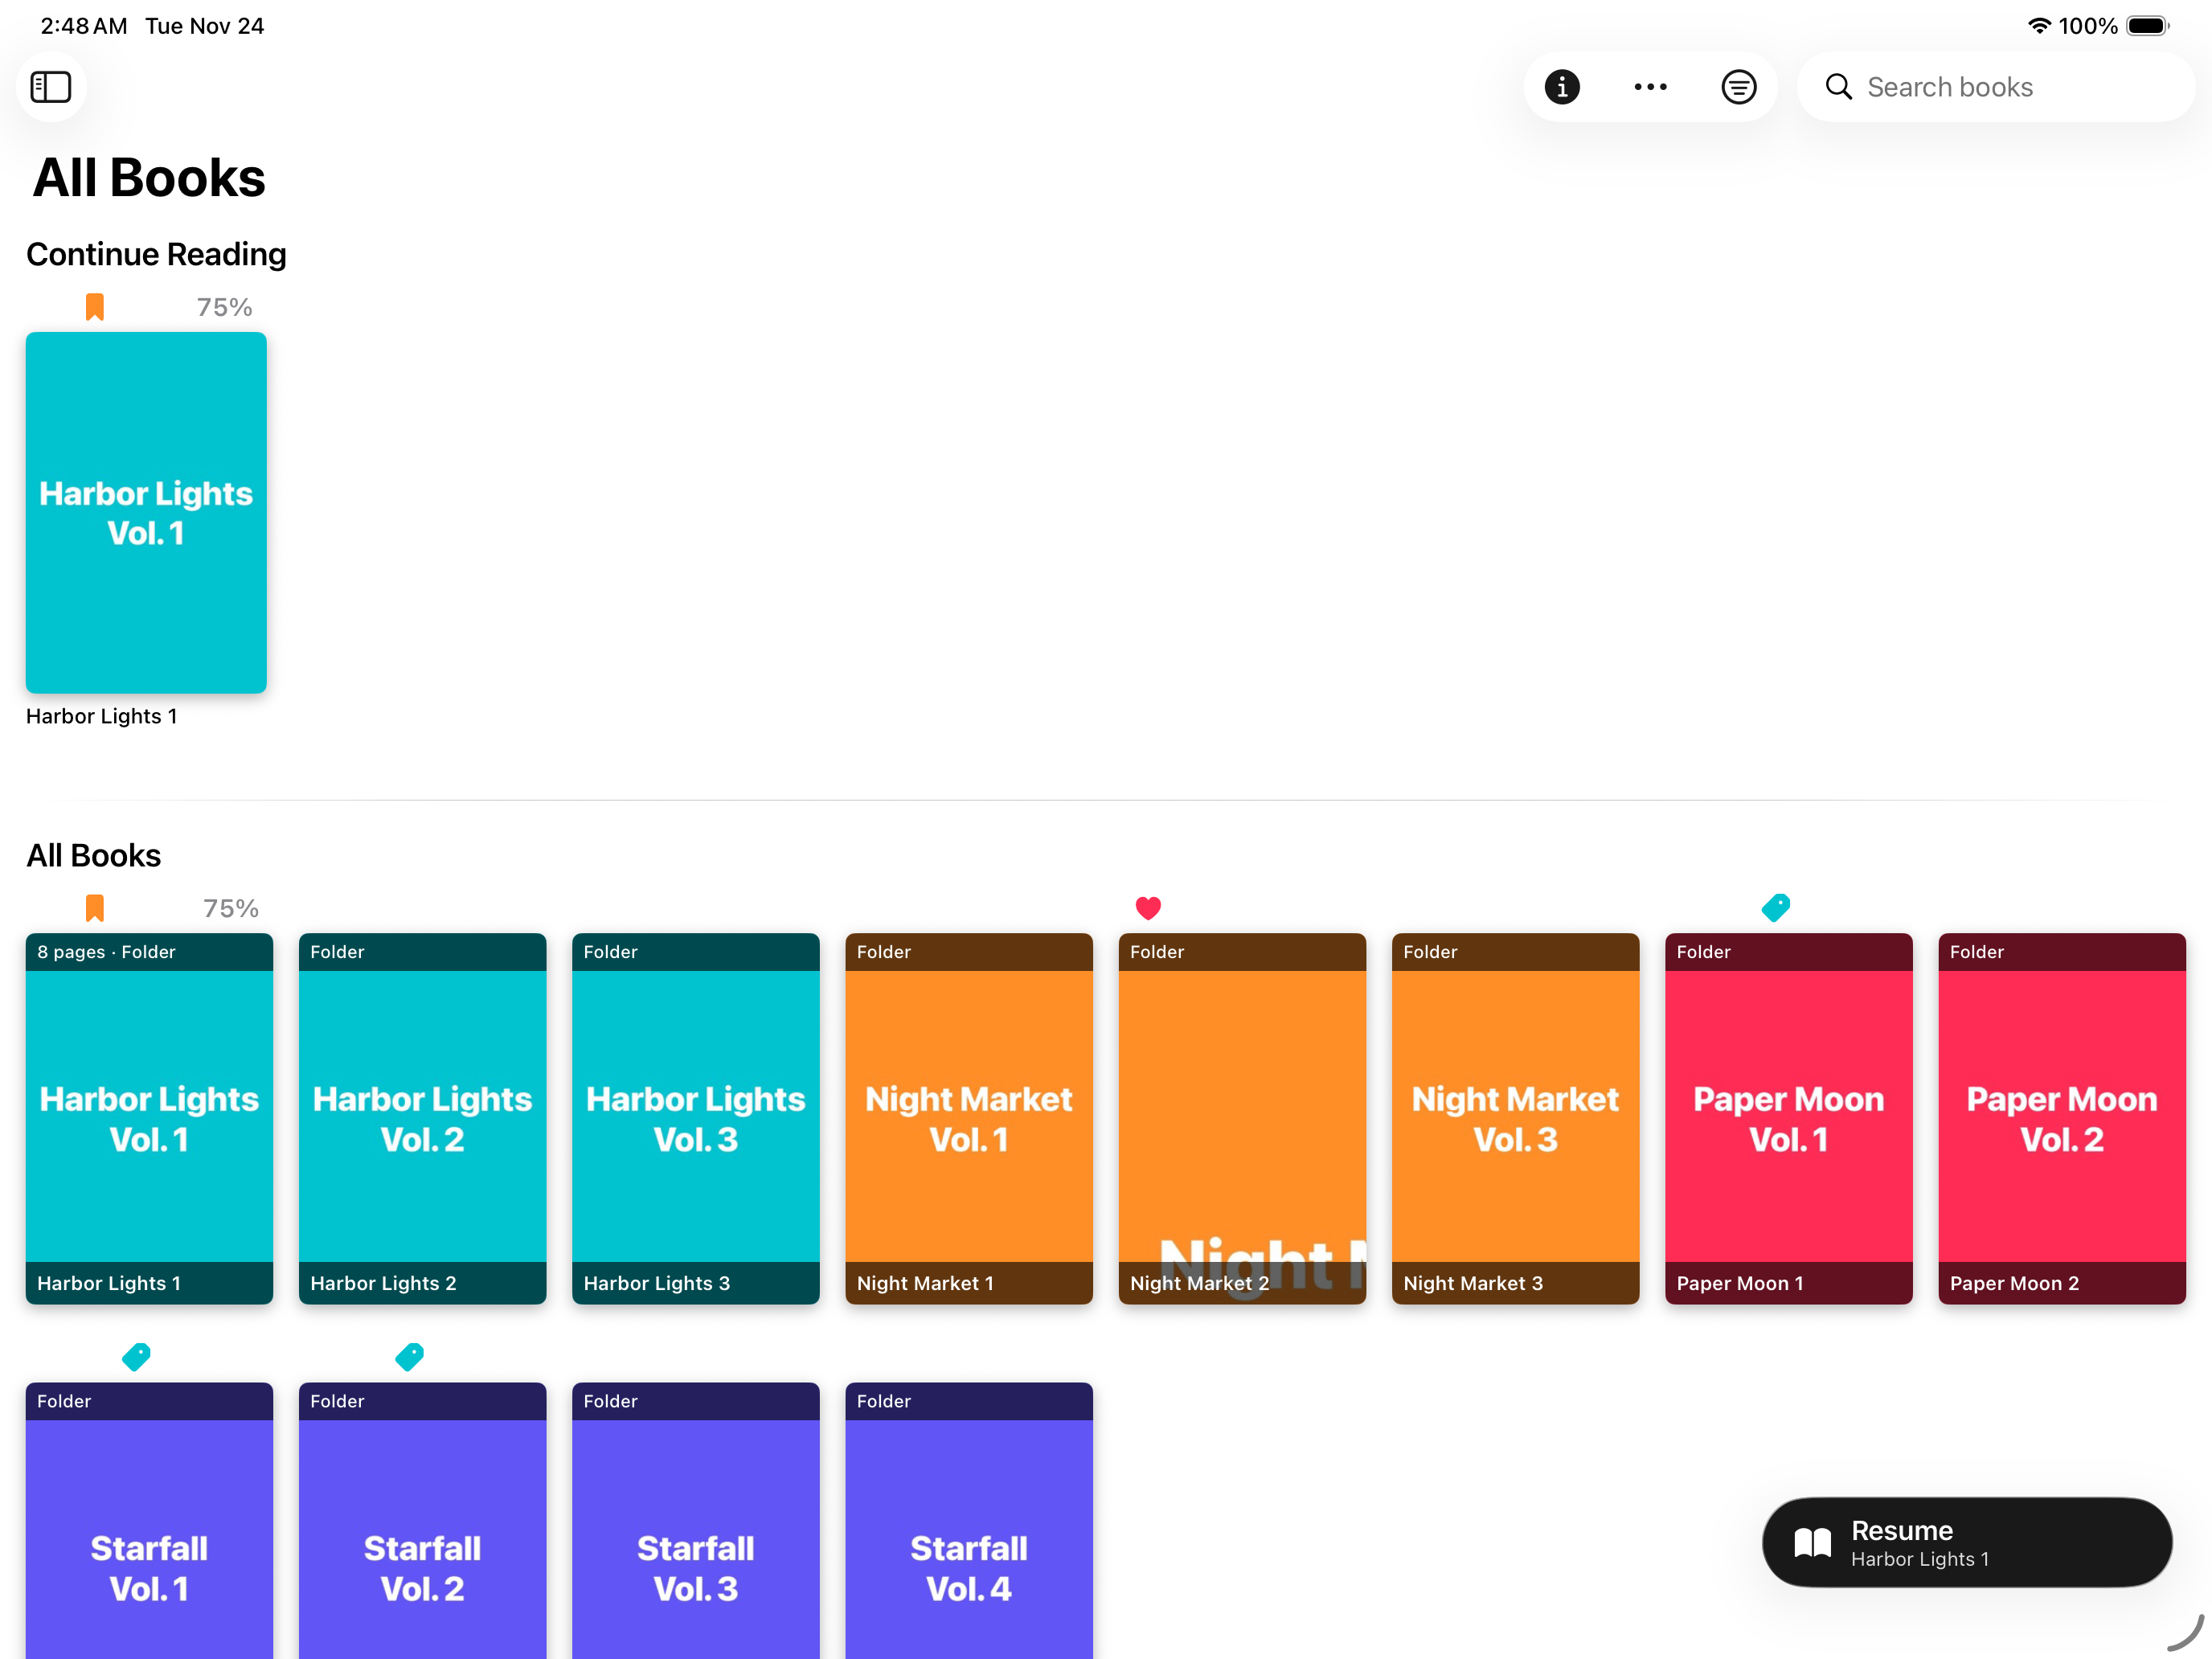 2:48 AM Tue Nov 24
100%
Search books
All Books
Continue Reading
75%
Harbor Lights
Vol. 1
Harbor Lights 1
All Books
75%
8 pages · Folder
Harbor Lights
Vol. 1
Harbor Lights 1
Folder
Harbor Lights
Vol. 2
Harbor Lights 2
Folder
Harbor Lights
Vol. 3
Harbor Lights 3
Folder
Night Market
Vol. 1
Night Market 1
Folder
Night
Night Market 2
Folder
Night Market
Vol. 3
Night Market 3
Folder
Paper Moon
Vol. 1
Paper Moon 1
Folder
Paper Moon
Vol. 2
Paper Moon 2
Folder
Starfall
Vol. 1
Folder
Starfall
Vol. 2
Folder
Starfall
Vol. 3
Folder
Starfall
Vol. 4
Resume
Harbor Lights 1